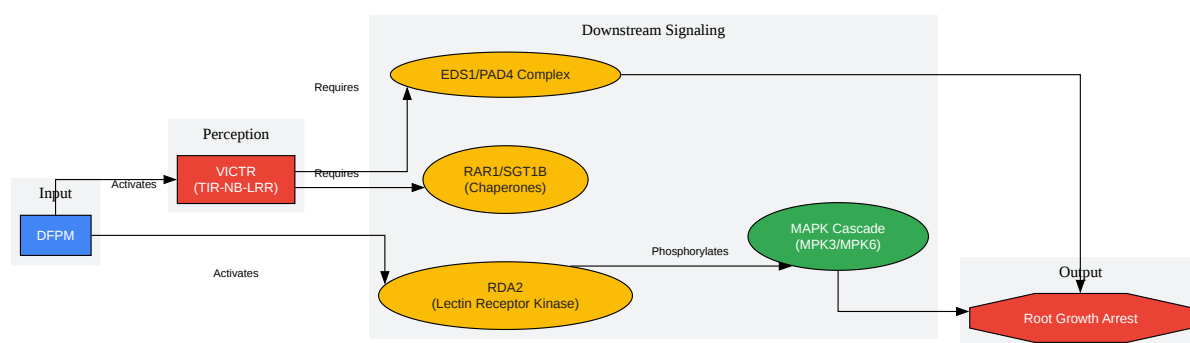 Downstream Signaling
EDS1/PAD4 Complex
Requires
Perception
VICTR
(TIR-NB-LRR)
Requires
RAR1/SGT1B
(Chaperones)
Input
Activates
DFPM
MAPK Cascade
(MPK3/MPK6)
Phosphorylates
Activates
RDA2
(Lectin Receptor Kinase)
Output
Root Growth Arrest